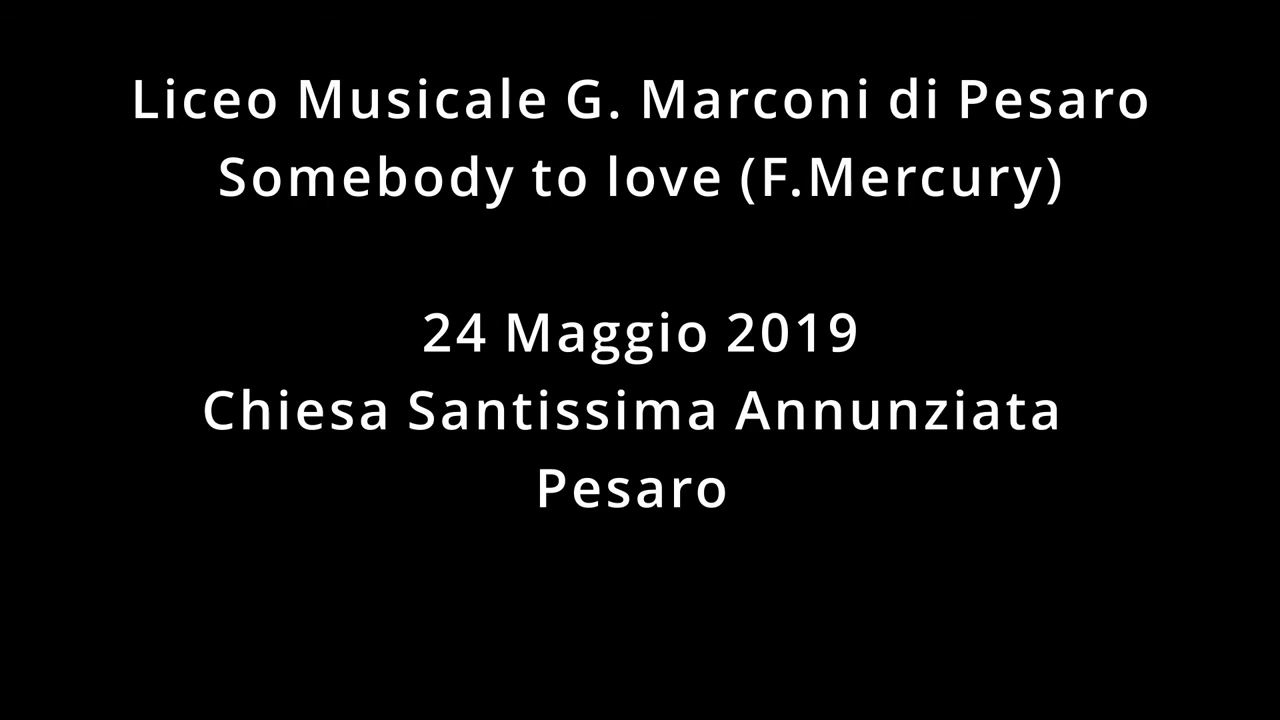 Liceo Musicale G. Marconi di Pesaro
Somebody to love (F.Mercury)
24 Maggio 2019
Chiesa Santissima Annunziata
Pesaro